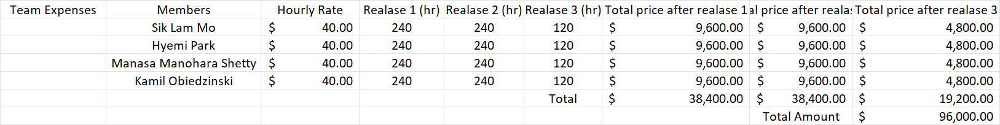 Team Expenses Members Hourly Rate Realase 1 (hr) Realase 2 (hr) Realase 3 (hr) Total price after realase 1 price after Total price after realase 3
Sik Lam Mo $ 40.00 240 240 120 $ 9,600.00 $ 9,600.00 $ 4,800.00
Hyemi Park $ 40.00 240 240 120 $ 9,600.00 $ 9,600.00 $ 4,800.00
Manasa Manohara Shetty $ 40.00 240 240 120 $ 9,600.00 $ 9,600.00 $ 4,800.00
Kamil Obiedzinski $ 40.00 240 240 120 $ 9,600.00 $ 9,600.00 $ 4,800.00
Total $ 38,400.00 $ 38,400.00 $ 19,200.00
Total Amount $ 96,000.00